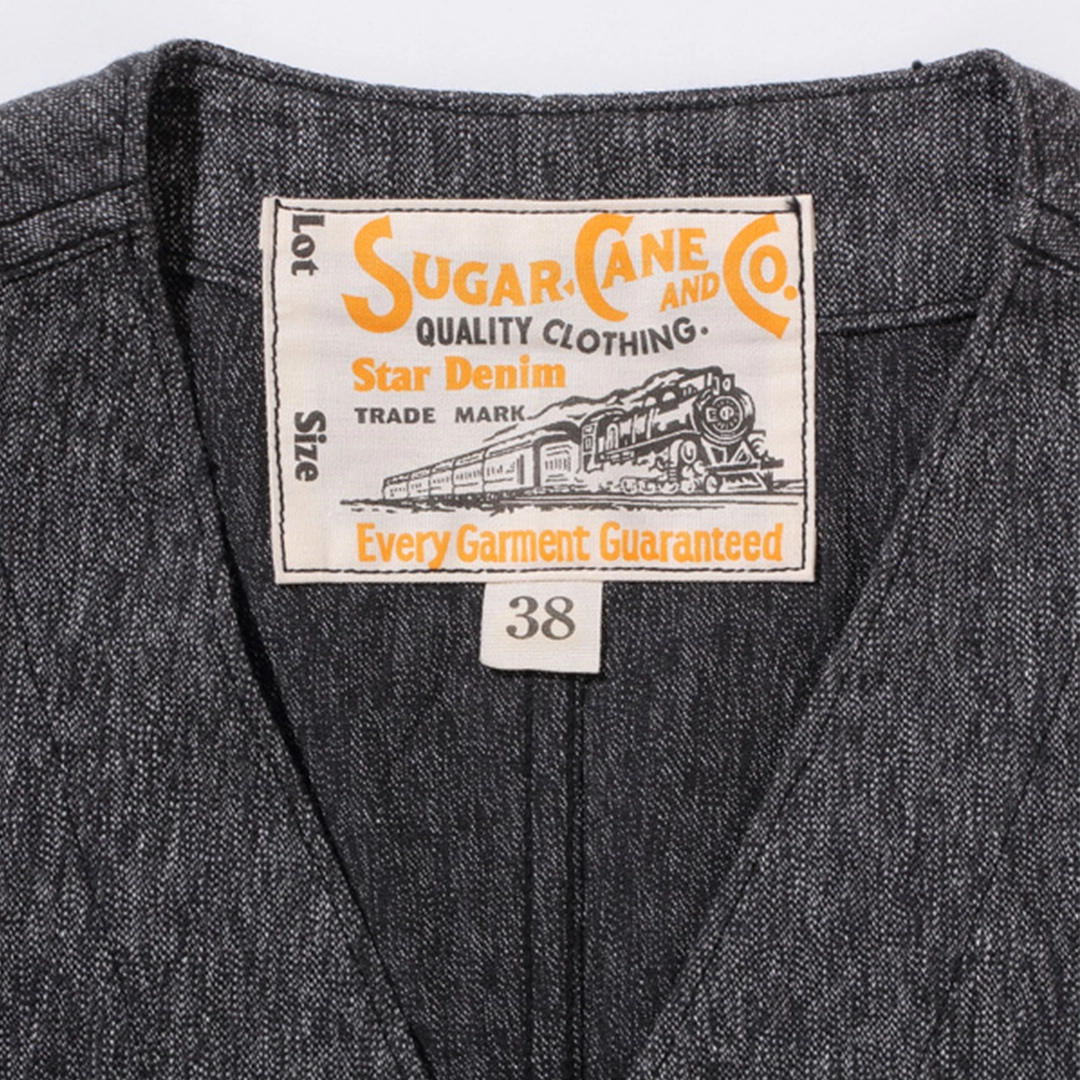 Lot
Size
SUGAR CANE AND CO.
QUALITY CLOTHING.
Star Denim
TRADE MARK
Every Garment Guaranteed
38